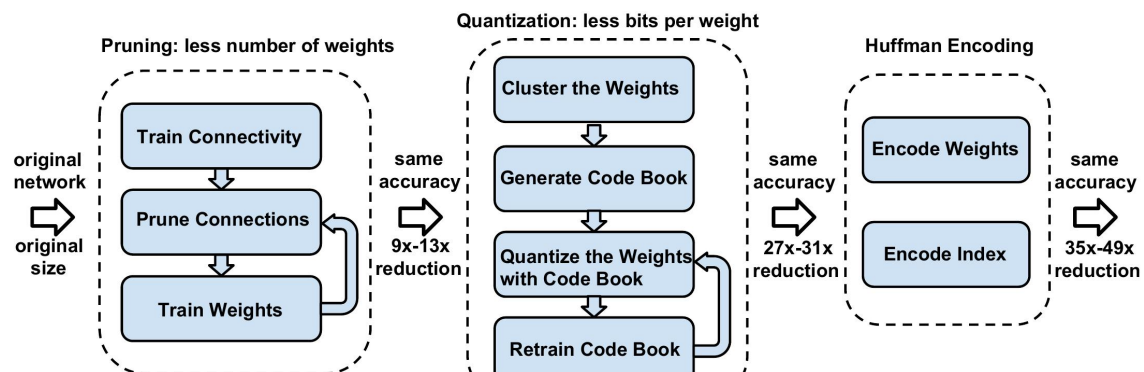 Quantization: less bits per weight
Pruning: less number of weights
Huffman Encoding
original
network
original
size
Train Connectivity
Prune Connections
Train Weights
same
accuracy
9x-13x
reduction
Cluster the Weights
Generate Code Book
Quantize the Weights
with Code Book
Retrain Code Book
same
accuracy
27x-31x
reduction
Encode Weights
Encode Index
same
accuracy
35x-49x
reduction